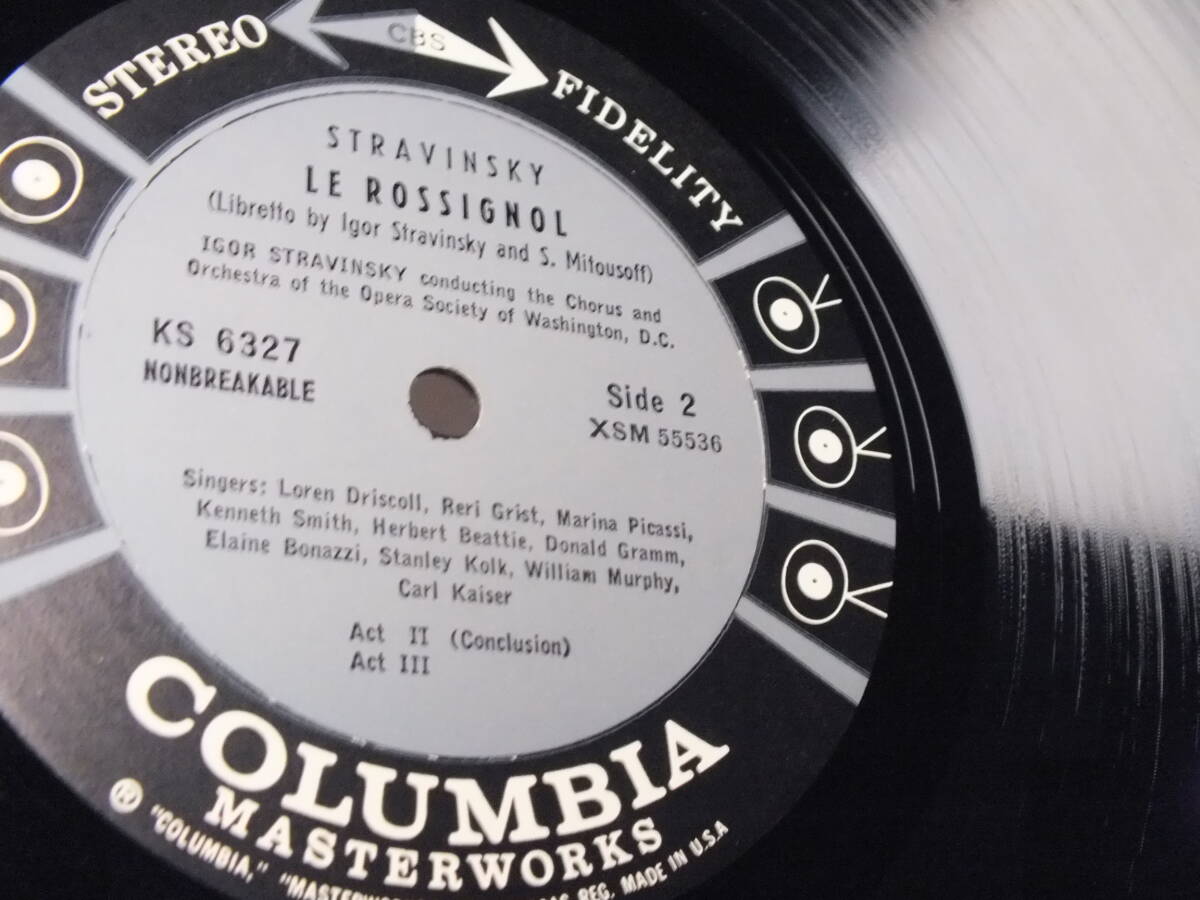 STEREO CBS FIDELITY
STRAVINSKY
LE ROSSIGNOL
(Libretto by Igor Stravinsky and S. Mitousoff)
IGOR STRAVINSKY conducting the Chorus and
Orchestra of the Opera Society of Washington, D.C.
KS 6327
NONBREAKABLE
Side 2
XSM 55536
Singers: Loren Driscoll, Reri Grist, Marina Picassi,
Kenneth Smith, Herbert Beattie, Donald Gramm,
Elaine Bonazzi, Stanley Kolk, William Murphy,
Carl Kaiser
Act II (Conclusion)
Act III
COLUMBIA
MASTERWORKS
® "COLUMBIA," REG. MADE IN U.S.A